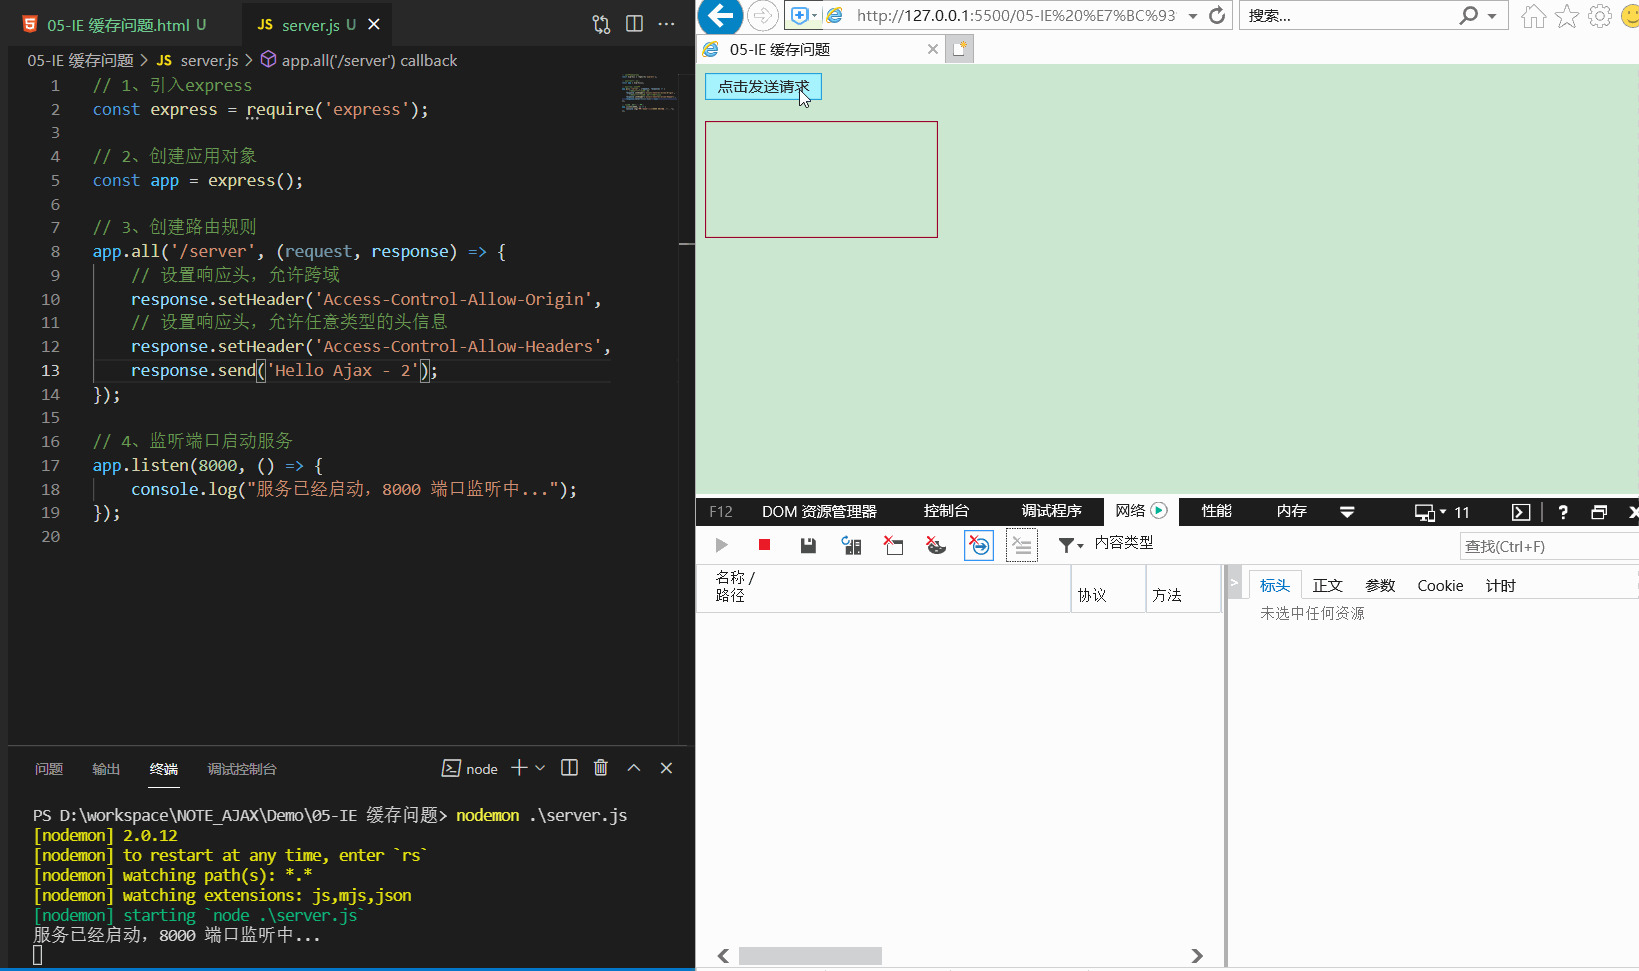 05-IE 缓存问题.html U
JS server.js U
05-IE 缓存问题 > JS server.js > app.all('/server') callback
1 // 1、引入express
2 const express = require('express');
3
4 // 2、创建应用对象
5 const app = express();
6
7 // 3、创建路由规则
8 app.all('/server', (request, response) => {
9 // 设置响应头，允许跨域
10 response.setHeader('Access-Control-Allow-Origin',
11 // 设置响应头，允许任意类型的头信息
12 response.setHeader('Access-Control-Allow-Headers',
13 response.send('Hello Ajax - 2');
14 });
15
16 // 4、监听端口启动服务
17 app.listen(8000, () => {
18 console.log("服务已经启动，8000 端口监听中...");
19 });
20
问题 输出 终端 调试控制台 node
PS D:\workspace\NOTE_AJAX\Demo\05-IE 缓存问题> nodemon .\server.js
[nodemon] 2.0.12
[nodemon] to restart at any time, enter `rs`
[nodemon] watching path(s): *.*
[nodemon] watching extensions: js,mjs,json
[nodemon] starting `node .\server.js`
服务已经启动，8000 端口监听中...
http://127.0.0.1:5500/05-IE%20%E7%BC%93 搜索...
05-IE 缓存问题
点击发送请求
F12 DOM 资源管理器 控制台 调试程序 网络 性能 内存 11 ?
内容类型 查找(Ctrl+F)
名称 /
路径 协议 方法
标头 正文 参数 Cookie 计时
未选中任何资源